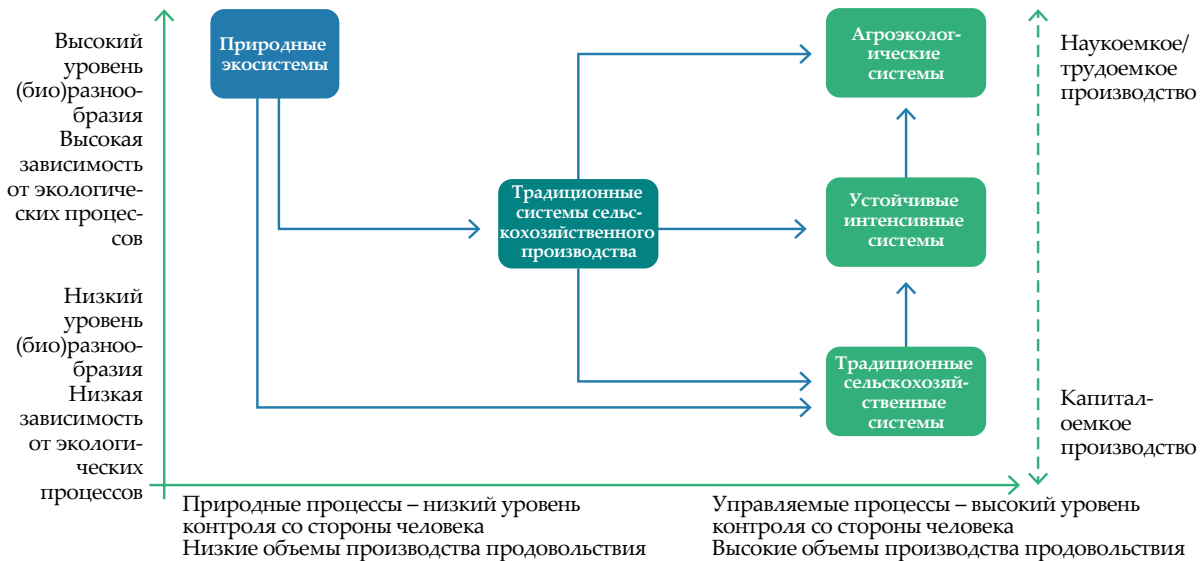 Высокий
уровень
(био)разноо-
бразия
Высокая
зависимость
от экологиче-
ских процес-
сов
Низкий
уровень
(био)разноо-
бразия
Низкая
зависимость
от экологи-
ческих
процессов
Природные
экосистемы
Традиционные
системы сельс-
кохозяйственного
производства
Агроэколог-
ические
системы
Устойчивые
интенсивные
системы
Традиционные
сельскохозяй-
ственные
системы
Наукоемкое/
трудоемкое
производство
Капитал-
оемкое
производство
Природные процессы – низкий уровень
контроля со стороны человека
Низкие объемы производства продовольствия
Управляемые процессы – высокий уровень
контроля со стороны человека
Высокие объемы производства продовольствия